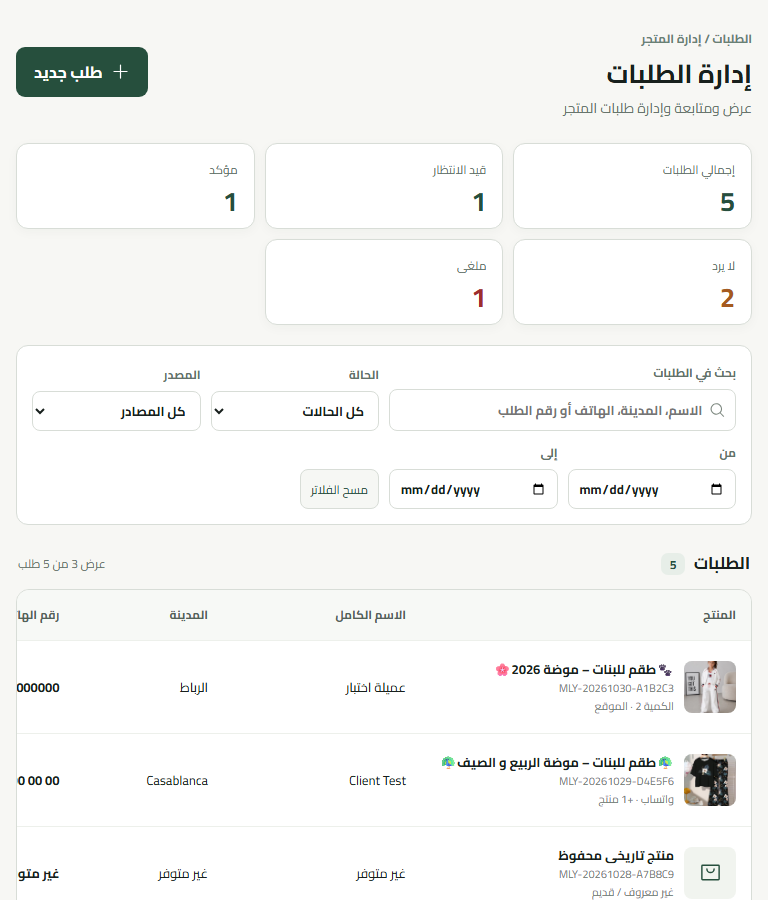 الطلبات / إدارة المتجر
إدارة الطلبات
عرض ومتابعة وإدارة طلبات المتجر
طلب جديد
إجمالي الطلبات
5
قيد الانتظار
1
مؤكد
1
لا يرد
2
ملغى
1
بحث في الطلبات
الاسم، المدينة، الهاتف أو رقم الطلب
الحالة
كل الحالات
المصدر
كل المصادر
من
mm/dd/yyyy
إلى
mm/dd/yyyy
مسح الفلاتر
الطلبات 5
عرض 3 من 5 طلب
المنتج الاسم الكامل المدينة رقم
🐾 طقم للبنات – موضة 2026 🌸
MLY-20261030-A1B2C3
الكمية 2 · الموقع
عميلة اختبار
الرباط
000000
🦚 طقم للبنات – موضة الربيع و الصيف 🦚
MLY-20261029-D4E5F6
واتساب · +1 منتج
Client Test
Casablanca
00 00
منتج تاريخي محفوظ
MLY-20261028-A7B8C9
غير معروف / قديم
غير متوفر
غير متوفر
غير